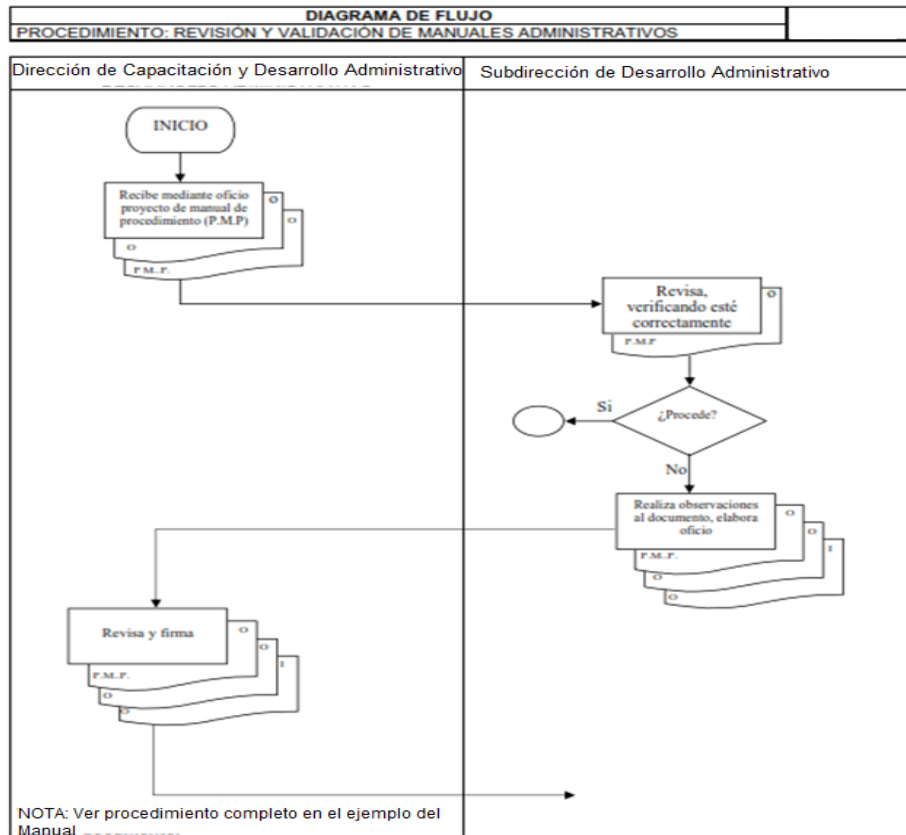 DIAGRAMA DE FLUJO
PROCEDIMIENTO: REVISIÓN Y VALIDACIÓN DE MANUALES ADMINISTRATIVOS
Dirección de Capacitación y Desarrollo Administrativo
Subdirección de Desarrollo Administrativo
INICIO
Recibe mediante oficio
proyecto de manual de
procedimiento (P.M.P)
O
O
O
P.M..P.
Revisa,
verificando esté
correctamente
O
P.M.P
¿Procede?
Si
No
Realiza observaciones
al documento, elabora
oficio
O
O
1
P.M..P.
O
O
Revisa y firma
O
O
1
P.M..P.
O
O
NOTA: Ver procedimiento completo en el ejemplo del
Manual